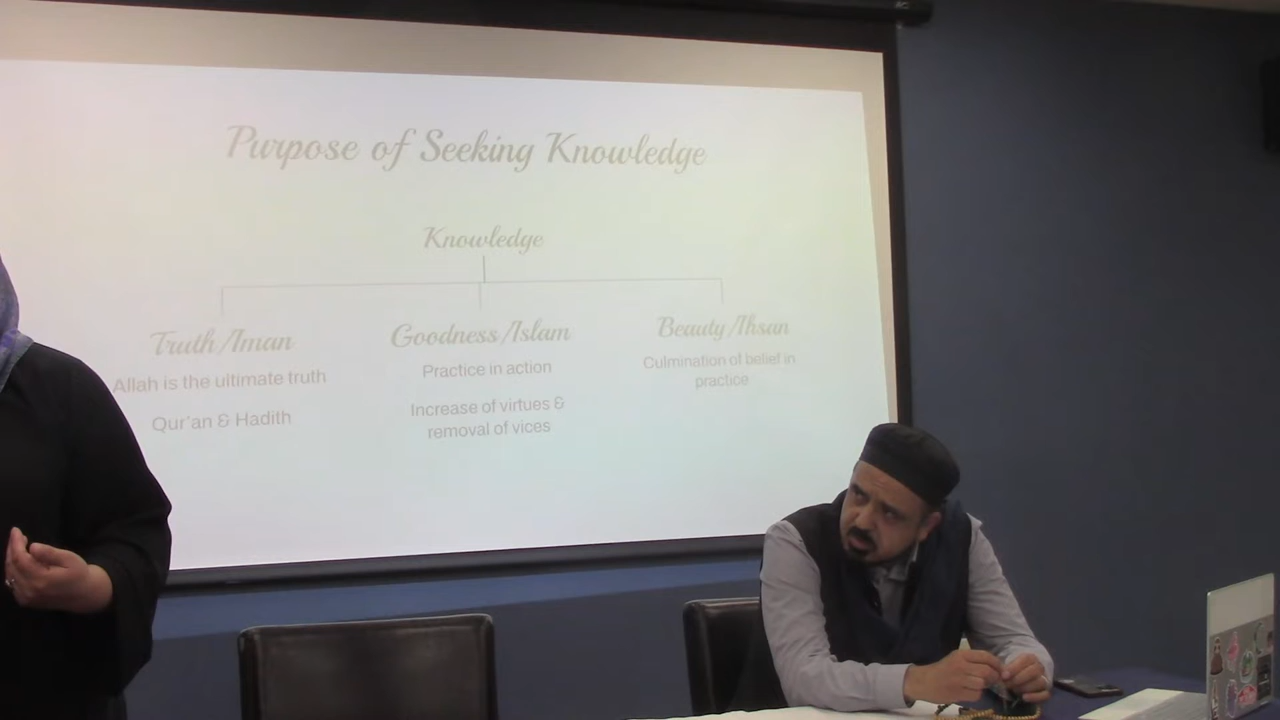 Purpose of Seeking Knowledge
Knowledge
Truth/Iman
Allah is the ultimate truth
Qur'an & Hadith
Goodness/Islam
Practice in action
Increase of virtues &
removal of vices
Beauty/Ihsan
Culmination of belief in
practice